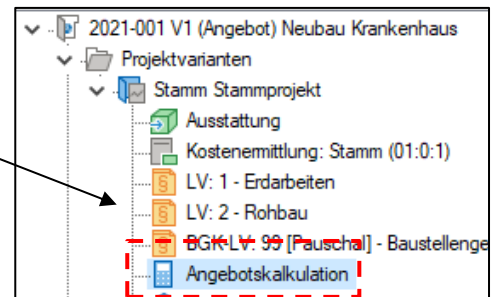 2021-001 V1 (Angebot) Neubau Krankenhaus
Projektvarianten
Stamm Stammprojekt
Ausstattung
Kostenermittlung: Stamm (01:0:1)
LV: 1 - Erdarbeiten
LV: 2 - Rohbau
BGK-LV: 99 [Pauschal] - Baustellenge
Angebotskalkulation